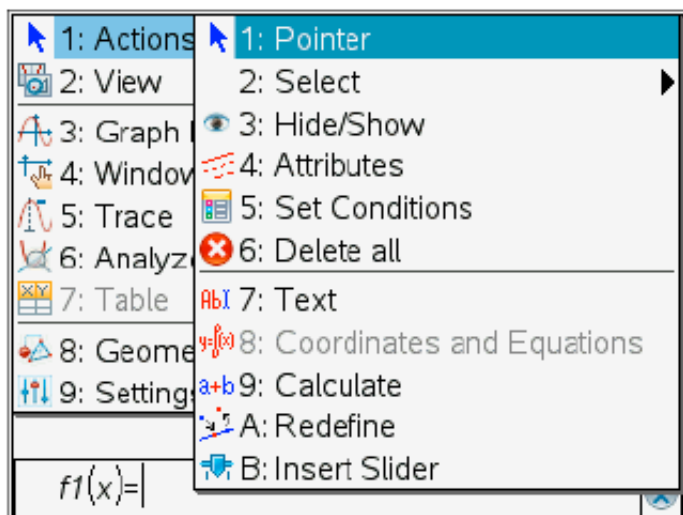 1: Actions
2: View
3: Graph
4: Window
5: Trace
6: Analyz
7: Table
8: Geome
9: Setting
1: Pointer
2: Select
3: Hide/Show
4: Attributes
5: Set Conditions
6: Delete all
7: Text
8: Coordinates and Equations
9: Calculate
A: Redefine
B: Insert Slider
f1(x)=